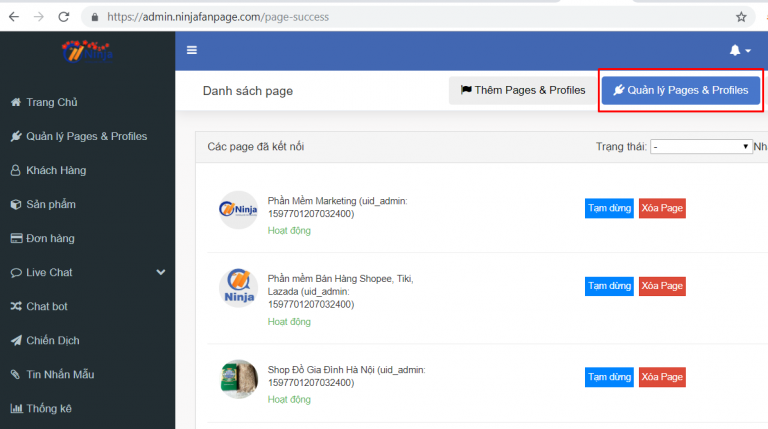 https://admin.ninjafanpage.com/page-success
Ninja
Danh sách page
Thêm Pages & Profiles
Quản lý Pages & Profiles
Trang Chủ
Quản lý Pages & Profiles
Khách Hàng
Sản phẩm
Đơn hàng
Live Chat
Chat bot
Chiến Dịch
Tin Nhắn Mẫu
Thống kê
Các page đã kết nối
Trạng thái: -
Nh
Ninja
Phần Mềm Marketing (uid_admin:
1597701207032400)
Hoạt động
Tạm dừng
Xóa Page
Ninja
Phần mềm Bán Hàng Shopee, Tiki,
Lazada (uid_admin:
1597701207032400)
Hoạt động
Tạm dừng
Xóa Page
Shop Đồ Gia Đình Hà Nội (uid_admin:
1597701207032400)
Hoạt động
Tạm dừng
Xóa Page